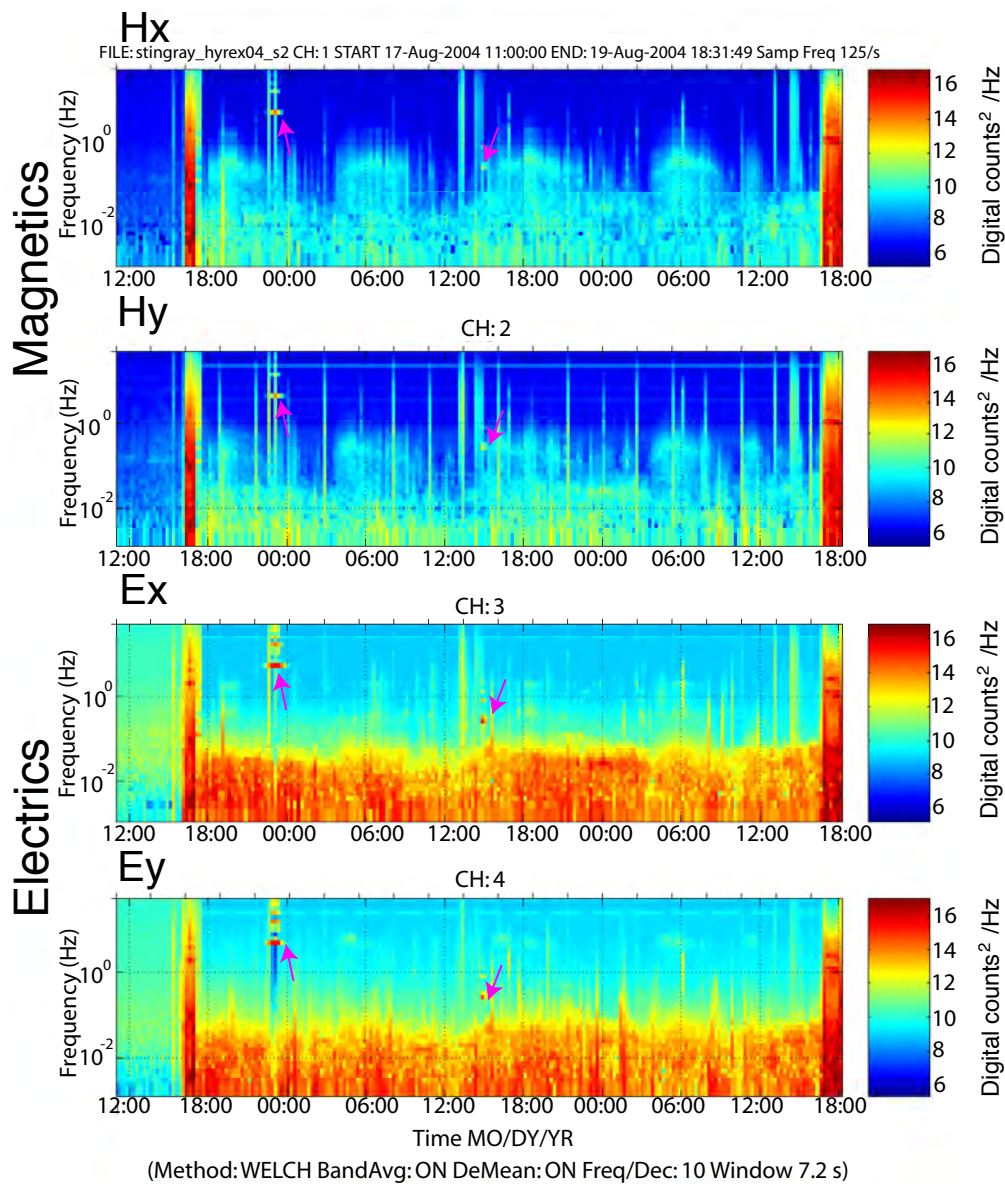 Hx
FILE: stingray_hyrex04_s2 CH: 1 START 17-Aug-2004 11:00:00 END: 19-Aug-2004 18:31:49 Samp Freq 125/s
Magnetics
Frequency (Hz)
10^0
10^-2
12:00 18:00 00:00 06:00 12:00 18:00 00:00 06:00 12:00 18:00
16
14
12
10
8
6
Digital counts² /Hz
Hy
CH: 2
Frequency (Hz)
10^0
10^-2
12:00 18:00 00:00 06:00 12:00 18:00 00:00 06:00 12:00 18:00
16
14
12
10
8
6
Digital counts² /Hz
Ex
CH: 3
Electrics
Frequency (Hz)
10^0
10^-2
12:00 18:00 00:00 06:00 12:00 18:00 00:00 06:00 12:00 18:00
16
14
12
10
8
6
Digital counts² /Hz
Ey
CH: 4
Frequency (Hz)
10^0
10^-2
12:00 18:00 00:00 06:00 12:00 18:00 00:00 06:00 12:00 18:00
16
14
12
10
8
6
Digital counts² /Hz
Time MO/DY/YR
(Method: WELCH BandAvg: ON DeMean: ON Freq/Dec: 10 Window 7.2 s)